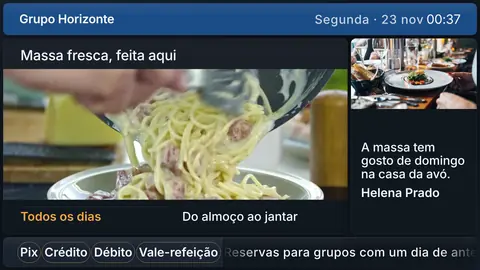 Grupo Horizonte
Segunda · 23 nov 00:37
Massa fresca, feita aqui
A massa tem
gosto de domingo
na casa da avó.
Helena Prado
Todos os dias
Do almoço ao jantar
Pix Crédito Débito Vale-refeição
Reservas para grupos com um dia de